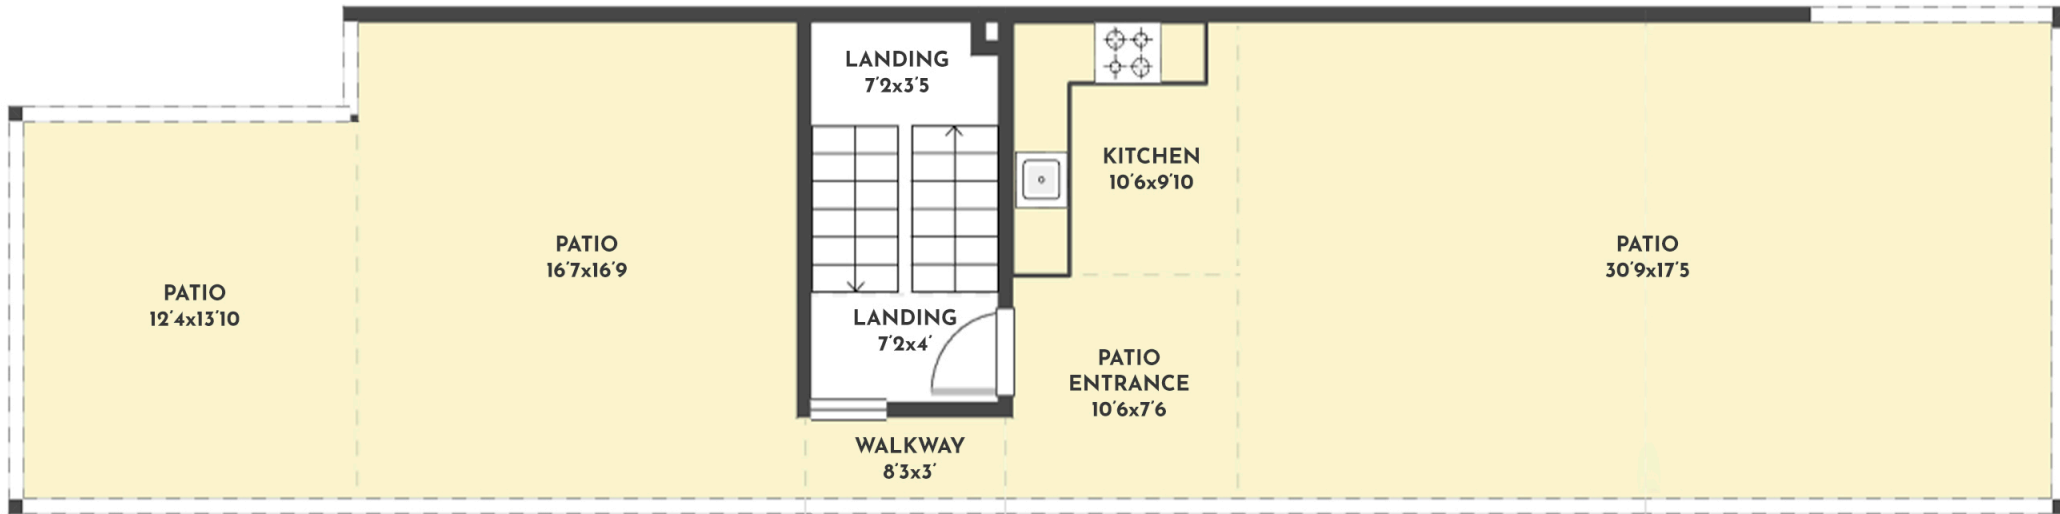 LANDING
7'2x3'5
KITCHEN
10'6x9'10
PATIO
16'7x16'9
PATIO
30'9x17'5
PATIO
12'4x13'10
LANDING
7'2x4'
PATIO
ENTRANCE
10'6x7'6
WALKWAY
8'3x3'